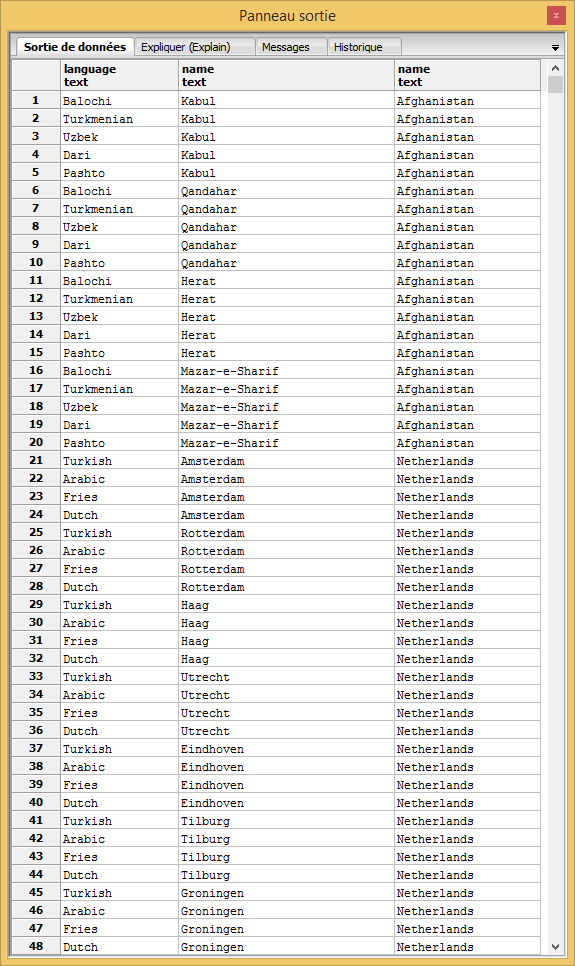 Panneau sortie
x
Sortie de données Expliquer (Explain) Messages Historique
language name name
text text text
1 Balochi Kabul Afghanistan
2 Turkmenian Kabul Afghanistan
3 Uzbek Kabul Afghanistan
4 Dari Kabul Afghanistan
5 Pashto Kabul Afghanistan
6 Balochi Qandahar Afghanistan
7 Turkmenian Qandahar Afghanistan
8 Uzbek Qandahar Afghanistan
9 Dari Qandahar Afghanistan
10 Pashto Qandahar Afghanistan
11 Balochi Herat Afghanistan
12 Turkmenian Herat Afghanistan
13 Uzbek Herat Afghanistan
14 Dari Herat Afghanistan
15 Pashto Herat Afghanistan
16 Balochi Mazar-e-Sharif Afghanistan
17 Turkmenian Mazar-e-Sharif Afghanistan
18 Uzbek Mazar-e-Sharif Afghanistan
19 Dari Mazar-e-Sharif Afghanistan
20 Pashto Mazar-e-Sharif Afghanistan
21 Turkish Amsterdam Netherlands
22 Arabic Amsterdam Netherlands
23 Fries Amsterdam Netherlands
24 Dutch Amsterdam Netherlands
25 Turkish Rotterdam Netherlands
26 Arabic Rotterdam Netherlands
27 Fries Rotterdam Netherlands
28 Dutch Rotterdam Netherlands
29 Turkish Haag Netherlands
30 Arabic Haag Netherlands
31 Fries Haag Netherlands
32 Dutch Haag Netherlands
33 Turkish Utrecht Netherlands
34 Arabic Utrecht Netherlands
35 Fries Utrecht Netherlands
36 Dutch Utrecht Netherlands
37 Turkish Eindhoven Netherlands
38 Arabic Eindhoven Netherlands
39 Fries Eindhoven Netherlands
40 Dutch Eindhoven Netherlands
41 Turkish Tilburg Netherlands
42 Arabic Tilburg Netherlands
43 Fries Tilburg Netherlands
44 Dutch Tilburg Netherlands
45 Turkish Groningen Netherlands
46 Arabic Groningen Netherlands
47 Fries Groningen Netherlands
48 Dutch Groningen Netherlands